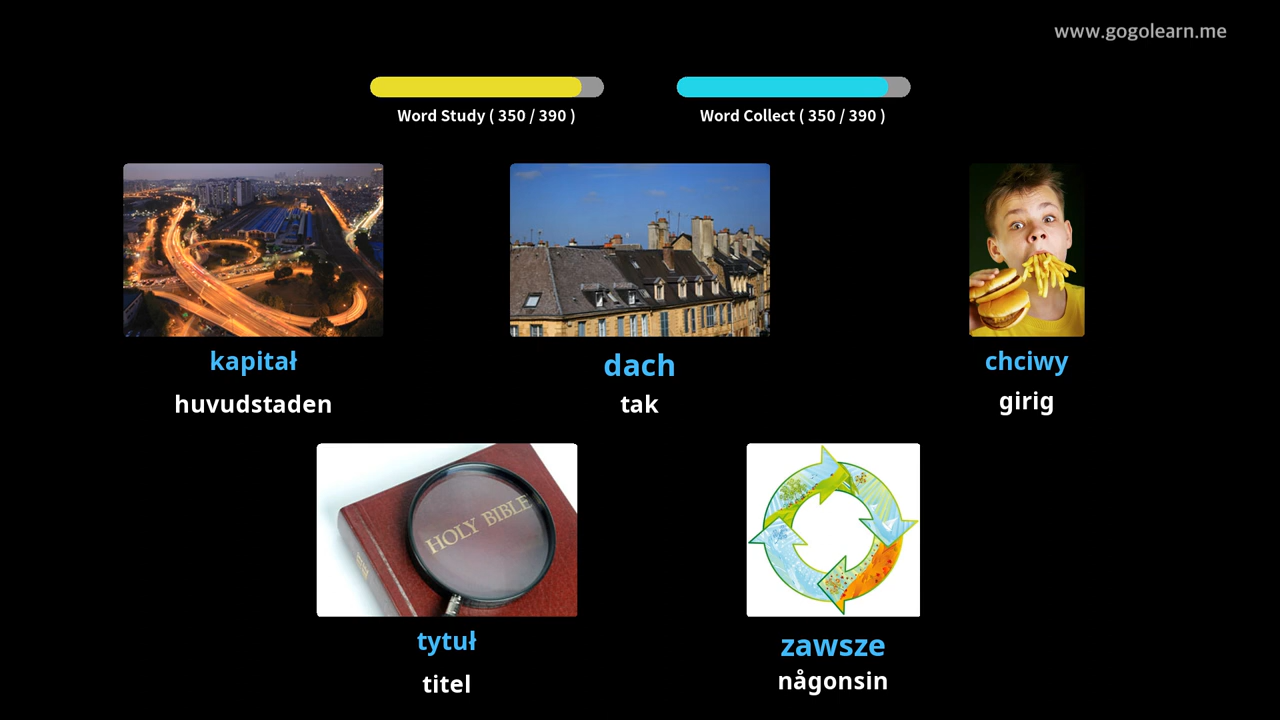 www.gogolearn.me
Word Study ( 350 / 390 )
Word Collect ( 350 / 390 )
kapitał
huvudstaden
dach
tak
chciwy
girig
HOLY BIBLE
tytuł
titel
zawsze
någonsin